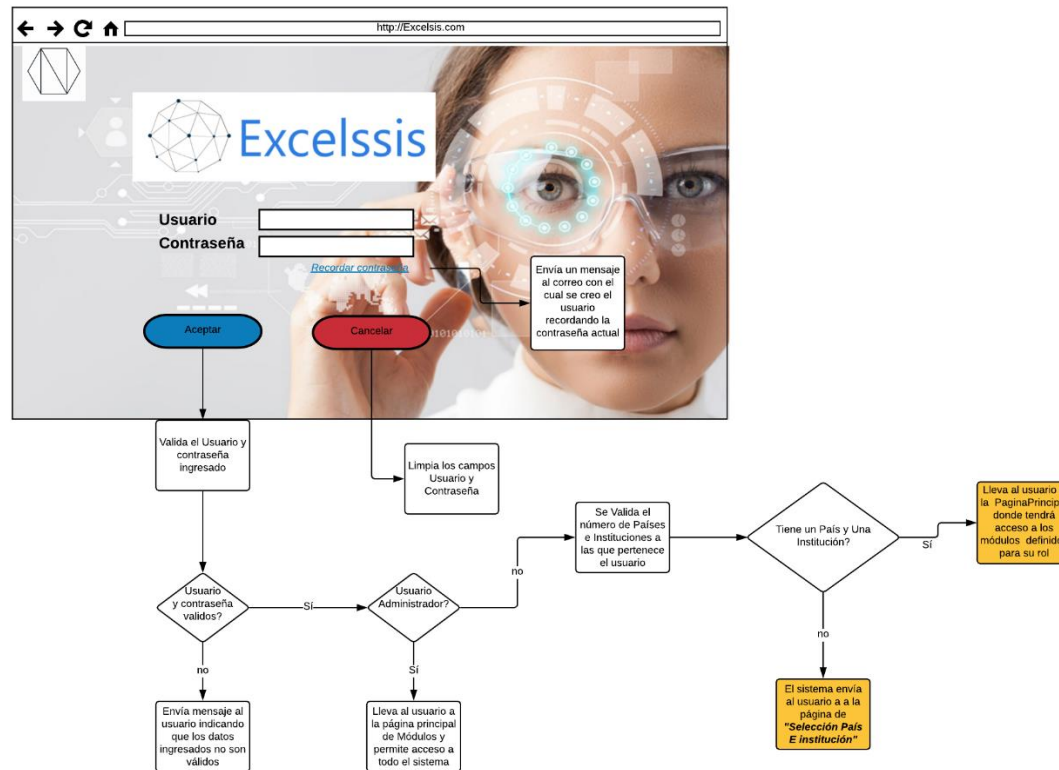 http://Excelsis.com
Excelssis
Usuario
Contraseña
Recordar contraseña
Aceptar
Cancelar
Envía un mensaje
al correo con el
cual se creo el
usuario
recordando la
contraseña actual
01010101
Valida el Usuario y
contraseña
ingresado
Limpia los campos
Usuario y
Contraseña
Se Valida el
número de Países
e Instituciones a
las que pertenece
el usuario
Tiene un País y Una
Institución?
Sí
Lleva al usuario
la PaginaPrincip
donde tendrá
acceso a los
módulos definido
para su rol
no
Usuario
y contraseña
validos?
Sí
Usuario
Administrador?
no
no
Sí
Envía mensaje al
usuario indicando
que los datos
ingresados no son
válidos
Lleva al usuario a
la página principal
de Módulos y
permite acceso a
todo el sistema
El sistema envía
al usuario a a la
página de
"Selección País
E institución"